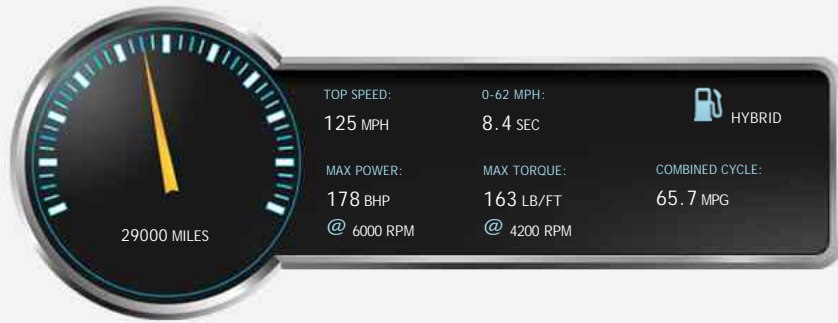 29000 MILES
TOP SPEED:
125 MPH
0-62 MPH:
8.4 SEC
HYBRID
MAX POWER:
178 BHP
@ 6000 RPM
MAX TORQUE:
163 LB/FT
@ 4200 RPM
COMBINED CYCLE:
65.7 MPG